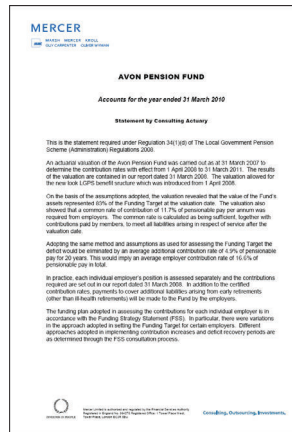 MERCER
MARSH MERCER KROLL
GUY CARPENTER OLIVER WYMAN
AVON PENSION FUND
Accounts for the year ended 31 March 2010
Statement by Consulting Actuary
This is the statement required under Regulation 34(1)(d) of The Local Government Pension
Scheme (Administration) Regulations 2008.
An actuarial valuation of the Avon Pension Fund was carried out as at 31 March 2007 to
determine the contribution rates with effect from 1 April 2008 to 31 March 2011. The results
of the valuation are contained in our report dated 31 March 2008. The valuation allowed for
the new look LGPS benefit structure which was introduced from 1 April 2008.
On the basis of the assumptions adopted, the valuation revealed that the value of the Fund's
assets represented 83% of the Funding Target at the valuation date. The valuation also
showed that a common rate of contribution of 11.7% of pensionable pay per annum was
required from employers. The common rate is calculated as being sufficient, together with
contributions paid by members, to meet all liabilities arising in respect of service after the
valuation date.
Adopting the same method and assumptions as used for assessing the Funding Target the
deficit would be eliminated by an average additional contribution rate of 4.9% of pensionable
pay for 20 years. This would imply an average employer contribution rate of 16.6% of
pensionable pay in total.
In practice, each individual employer's position is assessed separately and the contributions
required are set out in our report dated 31 March 2008. In addition to the certified
contribution rates, payments to cover additional liabilities arising from early retirements
(other than ill-health retirements) will be made to the Fund by the employers.
The funding plan adopted in assessing the contributions for each individual employer is in
accordance with the Funding Strategy Statement (FSS). In particular, there were variations
in the approach adopted in setting the Funding Target for certain employers. Different
approaches adopted in implementing contribution increases and deficit recovery periods are
as determined through the FSS consultation process.
INVESTORS IN PEOPLE
Consulting. Outsourcing. Investments.